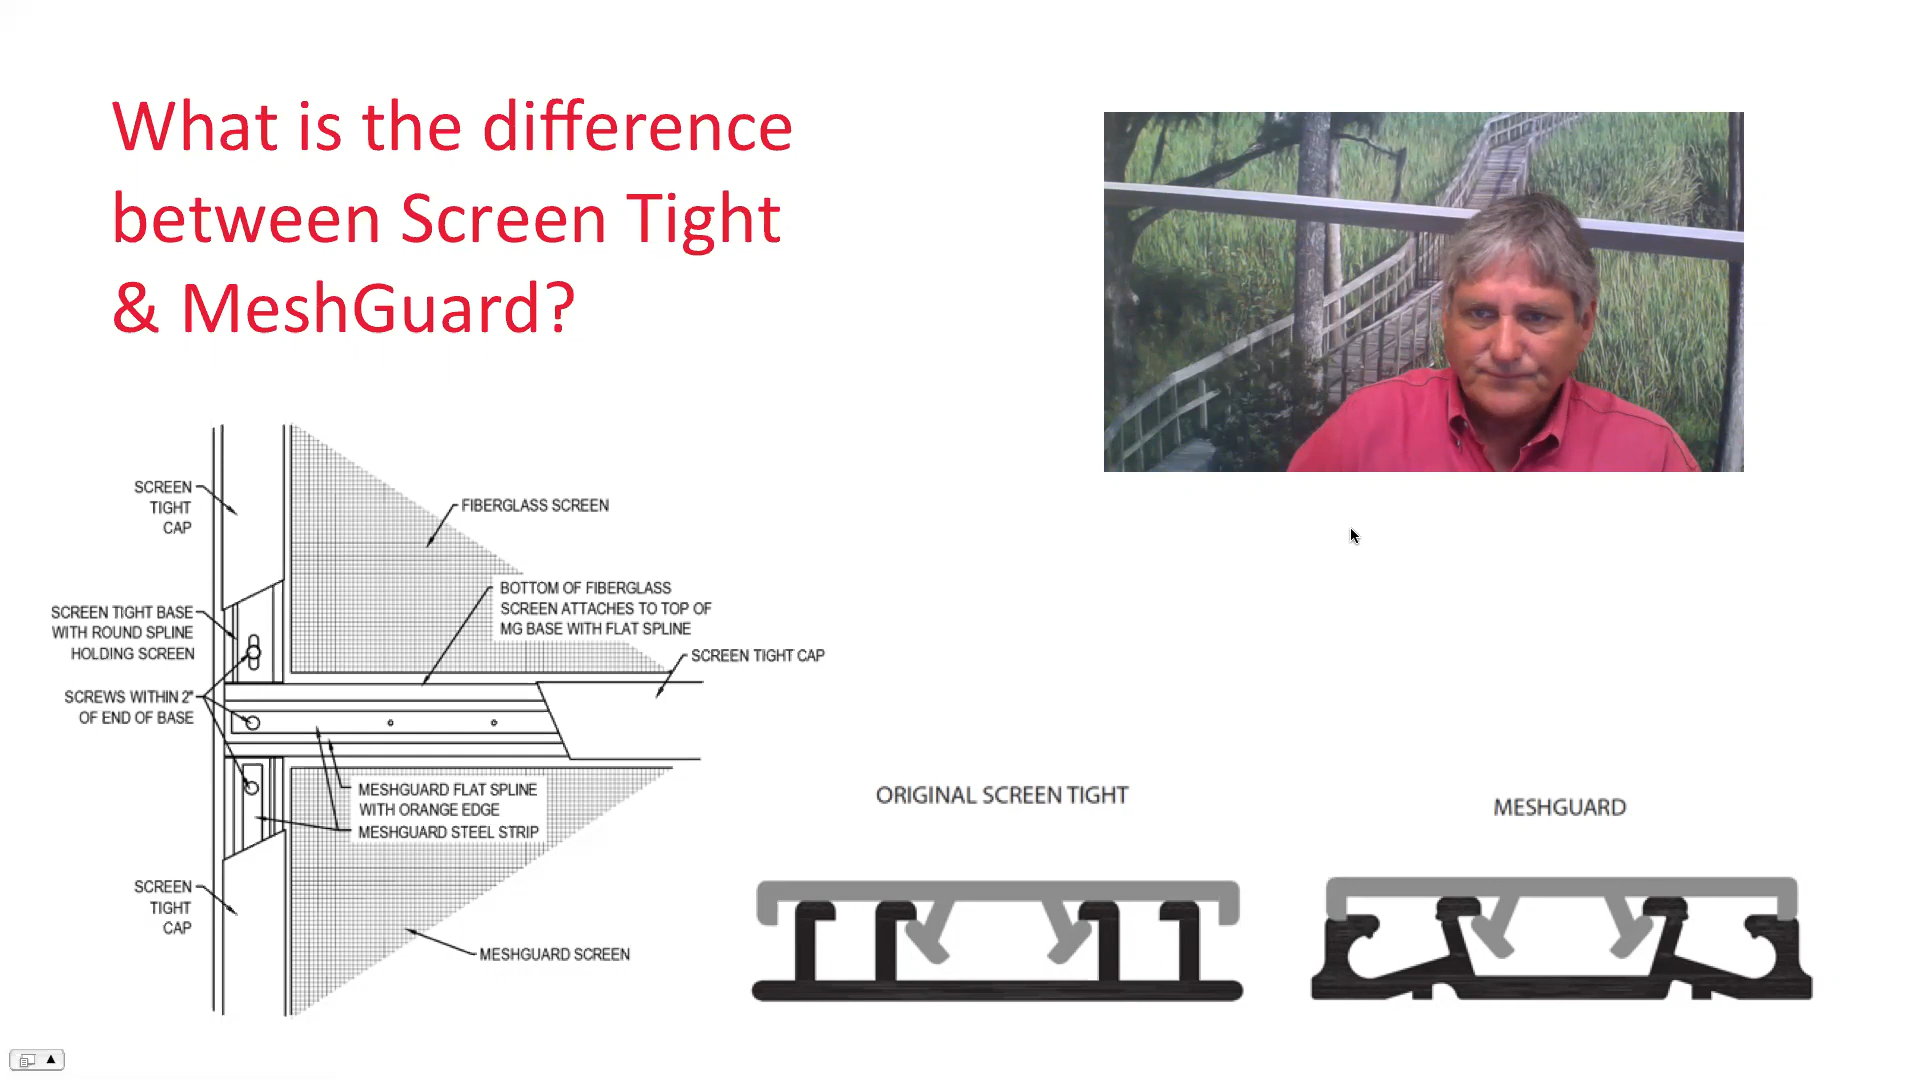 What is the difference
between Screen Tight
& MeshGuard?
SCREEN
TIGHT
CAP
FIBERGLASS SCREEN
BOTTOM OF FIBERGLASS
SCREEN ATTACHES TO TOP OF
MG BASE WITH FLAT SPLINE
SCREEN TIGHT BASE
WITH ROUND SPLINE
HOLDING SCREEN
SCREEN TIGHT CAP
SCREWS WITHIN 2"
OF END OF BASE
MESHGUARD FLAT SPLINE
WITH ORANGE EDGE
MESHGUARD STEEL STRIP
SCREEN
TIGHT
CAP
MESHGUARD SCREEN
ORIGINAL SCREEN TIGHT
MESHGUARD